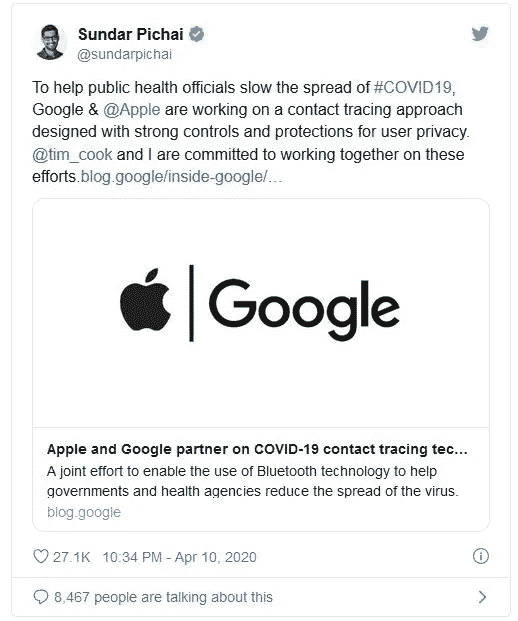 Sundar Pichai
@sundarpichai
To help public health officials slow the spread of #COVID19,
Google & @Apple are working on a contact tracing approach
designed with strong controls and protections for user privacy.
@tim_cook and I are committed to working together on these
efforts.blog.google/inside-google/…
Google
Apple and Google partner on COVID-19 contact tracing tec...
A joint effort to enable the use of Bluetooth technology to help
governments and health agencies reduce the spread of the virus.
blog.google
27.1K 10:34 PM - Apr 10, 2020
8,467 people are talking about this